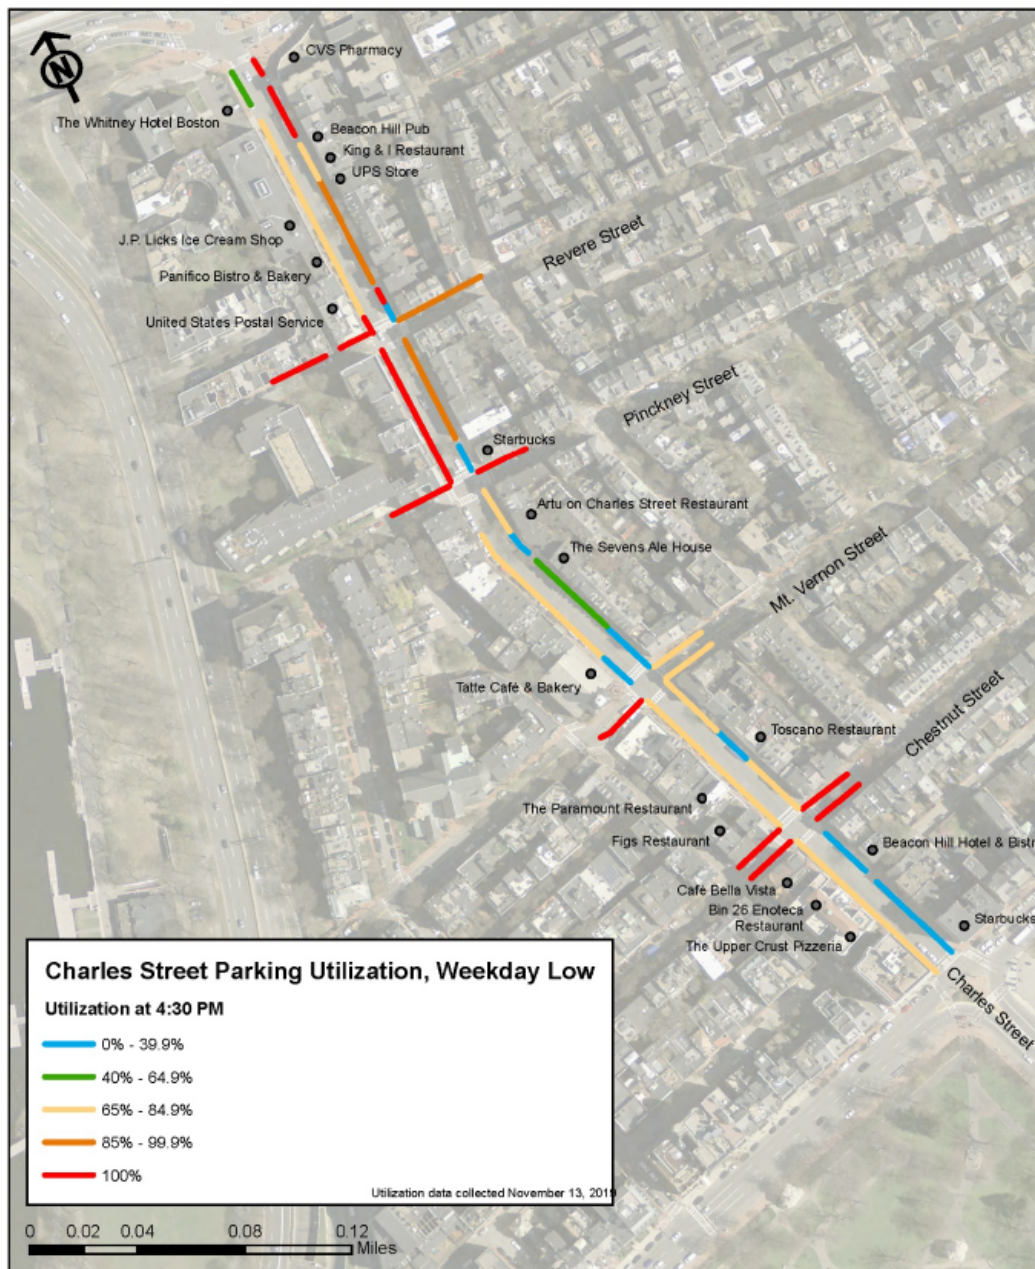 N
CVS Pharmacy
The Whitney Hotel Boston
Beacon Hill Pub
King & I Restaurant
UPS Store
Revere Street
J.P. Licks Ice Cream Shop
Panifico Bistro & Bakery
United States Postal Service
Pinckney Street
Starbucks
Artu on Charles Street Restaurant
The Sevens Ale House
Mt. Vernon Street
Tatte Café & Bakery
Chestnut Street
Toscano Restaurant
The Paramount Restaurant
Figs Restaurant
Beacon Hill Hotel & Bistr
Café Bella Vista
Bin 26 Enoteca
Restaurant
Starbucks
The Upper Crust Pizzeria
Charles Street
Charles Street Parking Utilization, Weekday Low
Utilization at 4:30 PM
0% - 39.9%
40% - 64.9%
65% - 84.9%
85% - 99.9%
100%
Utilization data collected November 13, 2019
0 0.02 0.04 0.08 0.12
Miles